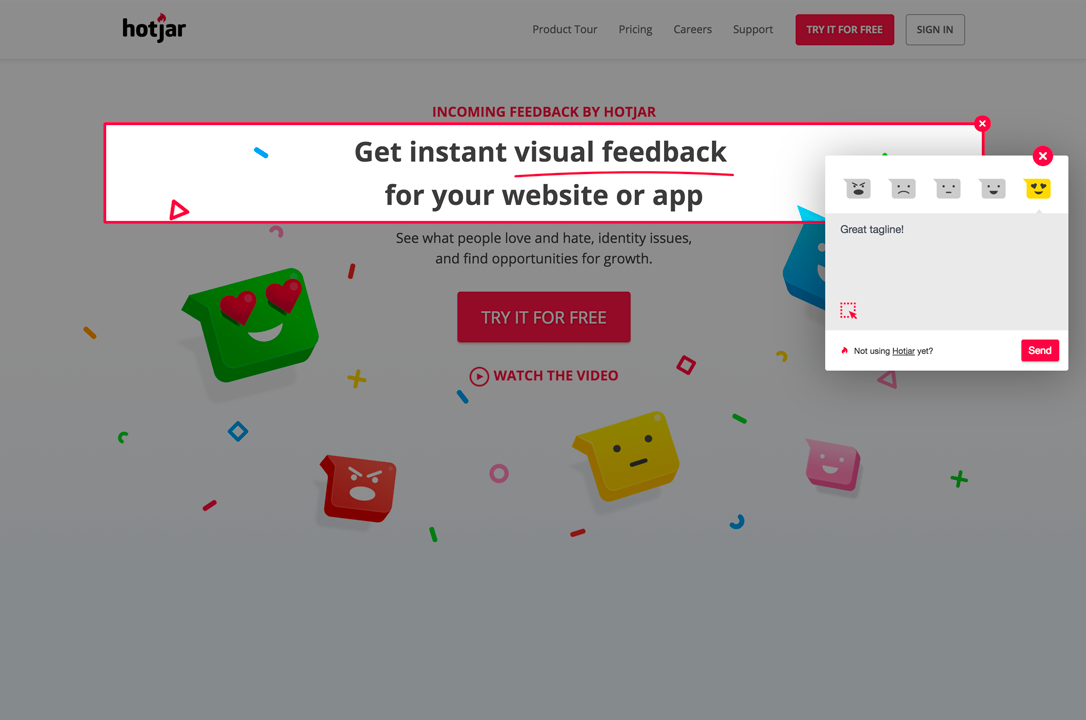 hotjar
Product Tour
Pricing
Careers
Support
TRY IT FOR FREE
SIGN IN
INCOMING FEEDBACK BY HOTJAR
Get instant visual feedback
for your website or app
See what people love and hate, identity issues,
and find opportunities for growth.
TRY IT FOR FREE
WATCH THE VIDEO
Great tagline!
Not using Hotjar yet?
Send